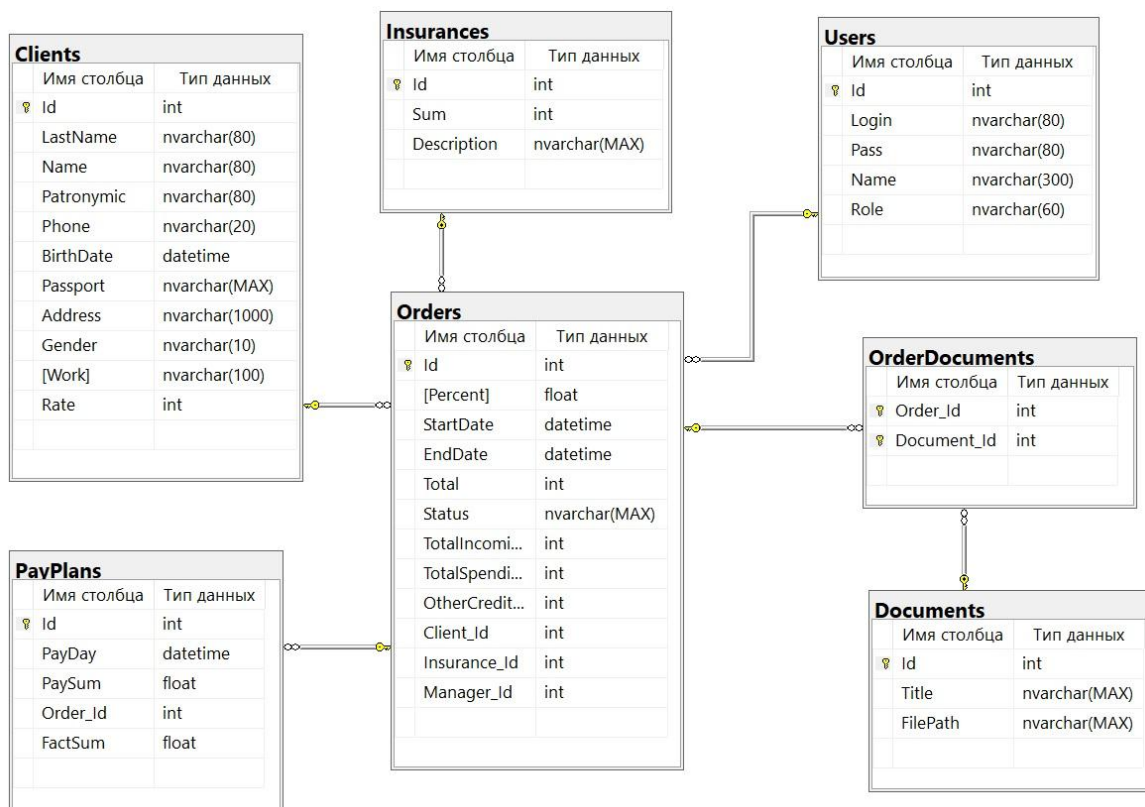 Clients
Имя столбца Тип данных
Id int
LastName nvarchar(80)
Name nvarchar(80)
Patronymic nvarchar(80)
Phone nvarchar(20)
BirthDate datetime
Passport nvarchar(MAX)
Address nvarchar(1000)
Gender nvarchar(10)
[Work] nvarchar(100)
Rate int
Insurances
Имя столбца Тип данных
Id int
Sum int
Description nvarchar(MAX)
Users
Имя столбца Тип данных
Id int
Login nvarchar(80)
Pass nvarchar(80)
Name nvarchar(300)
Role nvarchar(60)
Orders
Имя столбца Тип данных
Id int
[Percent] float
StartDate datetime
EndDate datetime
Total int
Status nvarchar(MAX)
TotalIncomi... int
TotalSpendi... int
OtherCredit... int
Client_Id int
Insurance_Id int
Manager_Id int
OrderDocuments
Имя столбца Тип данных
Order_Id int
Document_Id int
PayPlans
Имя столбца Тип данных
Id int
PayDay datetime
PaySum float
Order_Id int
FactSum float
Documents
Имя столбца Тип данных
Id int
Title nvarchar(MAX)
FilePath nvarchar(MAX)